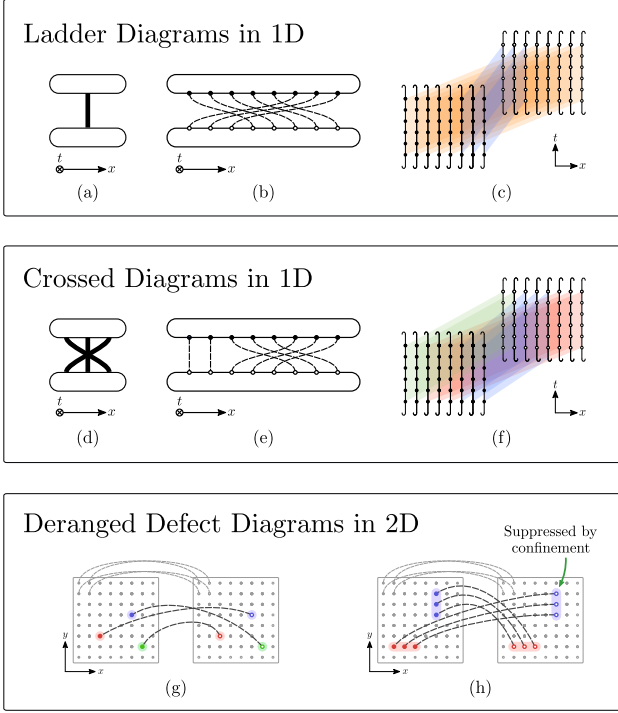 Ladder Diagrams in 1D
t
x
(a)
t
x
(b)
t
x
(c)
Crossed Diagrams in 1D
t
x
(d)
t
x
(e)
t
x
(f)
Deranged Defect Diagrams in 2D
Suppressed by
confinement
y
x
(g)
y
x
(h)